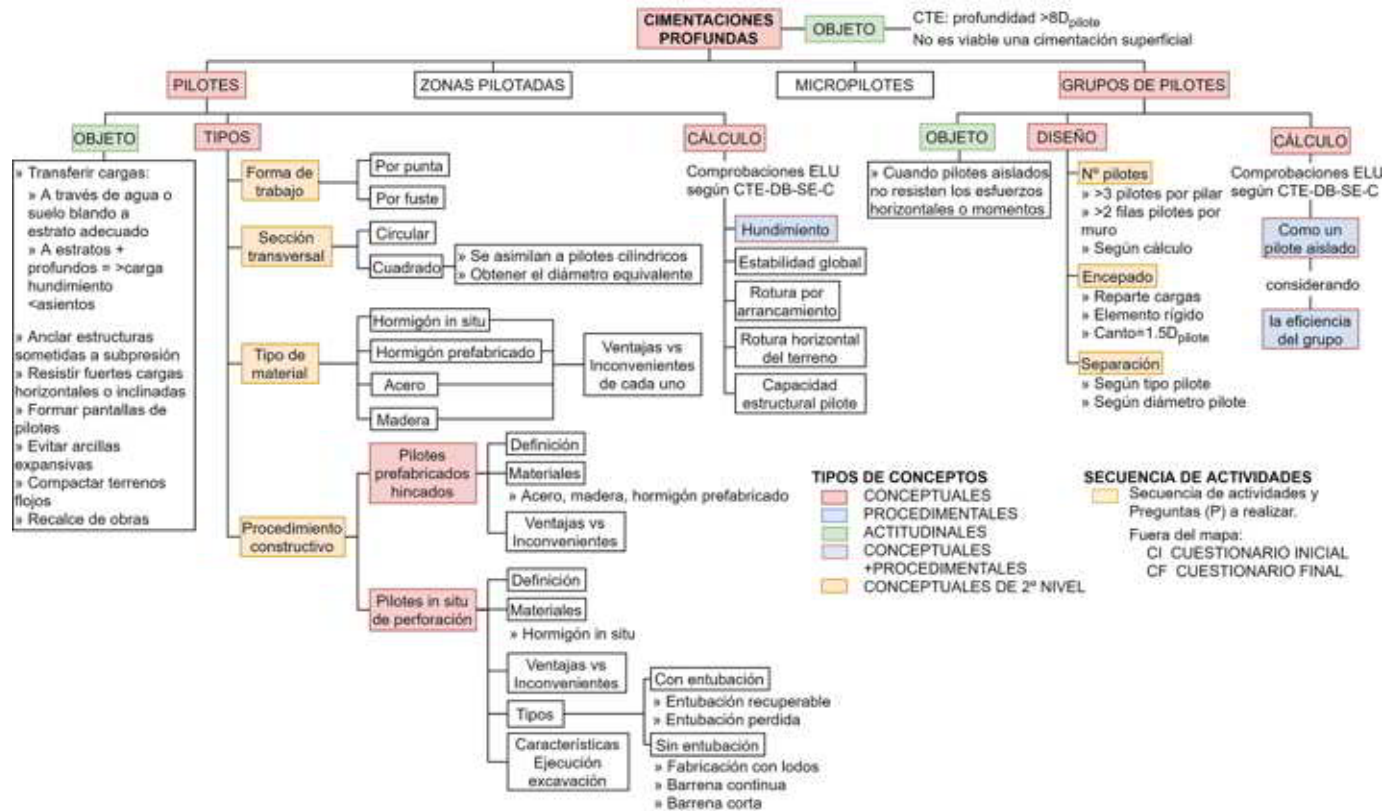 CIMENTACIONES
PROFUNDAS
OBJETO
CTE: profundidad >8Dpilote
No es viable una cimentación superficial
PILOTES
ZONAS PILOTADAS
MICROPILOTES
GRUPOS DE PILOTES
OBJETO
» Transferir cargas:
» A través de agua o
suelo blando a
estrato adecuado
» A estratos +
profundos = >carga
hundimiento
<asientos
» Anclar estructuras
sometidas a subpresión
» Resistir fuertes cargas
horizontales o inclinadas
» Formar pantallas de
pilotes
» Evitar arcillas
expansivas
» Compactar terrenos
flojos
» Recalce de obras
TIPOS
Forma de
trabajo
Por punta
Por fuste
Sección
transversal
Circular
Cuadrado
» Se asimilan a pilotes cilíndricos
» Obtener el diámetro equivalente
Tipo de
material
Hormigón in situ
Hormigón prefabricado
Acero
Madera
Ventajas vs
Inconvenientes
de cada uno
Procedimiento
constructivo
Pilotes
prefabricados
hincados
Definición
Materiales
» Acero, madera, hormigón prefabricado
Ventajas vs
Inconvenientes
Pilotes in situ
de perforación
Definición
Materiales
» Hormigón in situ
Ventajas vs
Inconvenientes
Tipos
Con entubación
» Entubación recuperable
» Entubación perdida
Sin entubación
» Fabricación con lodos
» Barrena continua
» Barrena corta
Características
Ejecución
excavación
CÁLCULO
Comprobaciones ELU
según CTE-DB-SE-C
Hundimiento
Estabilidad global
Rotura por
arrancamiento
Rotura horizontal
del terreno
Capacidad
estructural pilote
OBJETO
» Cuando pilotes aislados
no resisten los esfuerzos
horizontales o momentos
DISEÑO
Nº pilotes
» >3 pilotes por pilar
» >2 filas pilotes por
muro
» Según cálculo
Encepado
» Reparte cargas
» Elemento rígido
» Canto=1.5Dpilote
Separación
» Según tipo pilote
» Según diámetro pilote
CÁLCULO
Comprobaciones ELU
según CTE-DB-SE-C
Como un
pilote aislado
considerando
la eficiencia
del grupo
TIPOS DE CONCEPTOS
CONCEPTUALES
PROCEDIMENTALES
ACTITUDINALES
CONCEPTUALES
+PROCEDIMENTALES
CONCEPTUALES DE 2º NIVEL
SECUENCIA DE ACTIVIDADES
Secuencia de actividades y
Preguntas (P) a realizar.
Fuera del mapa:
CI CUESTIONARIO INICIAL
CF CUESTIONARIO FINAL